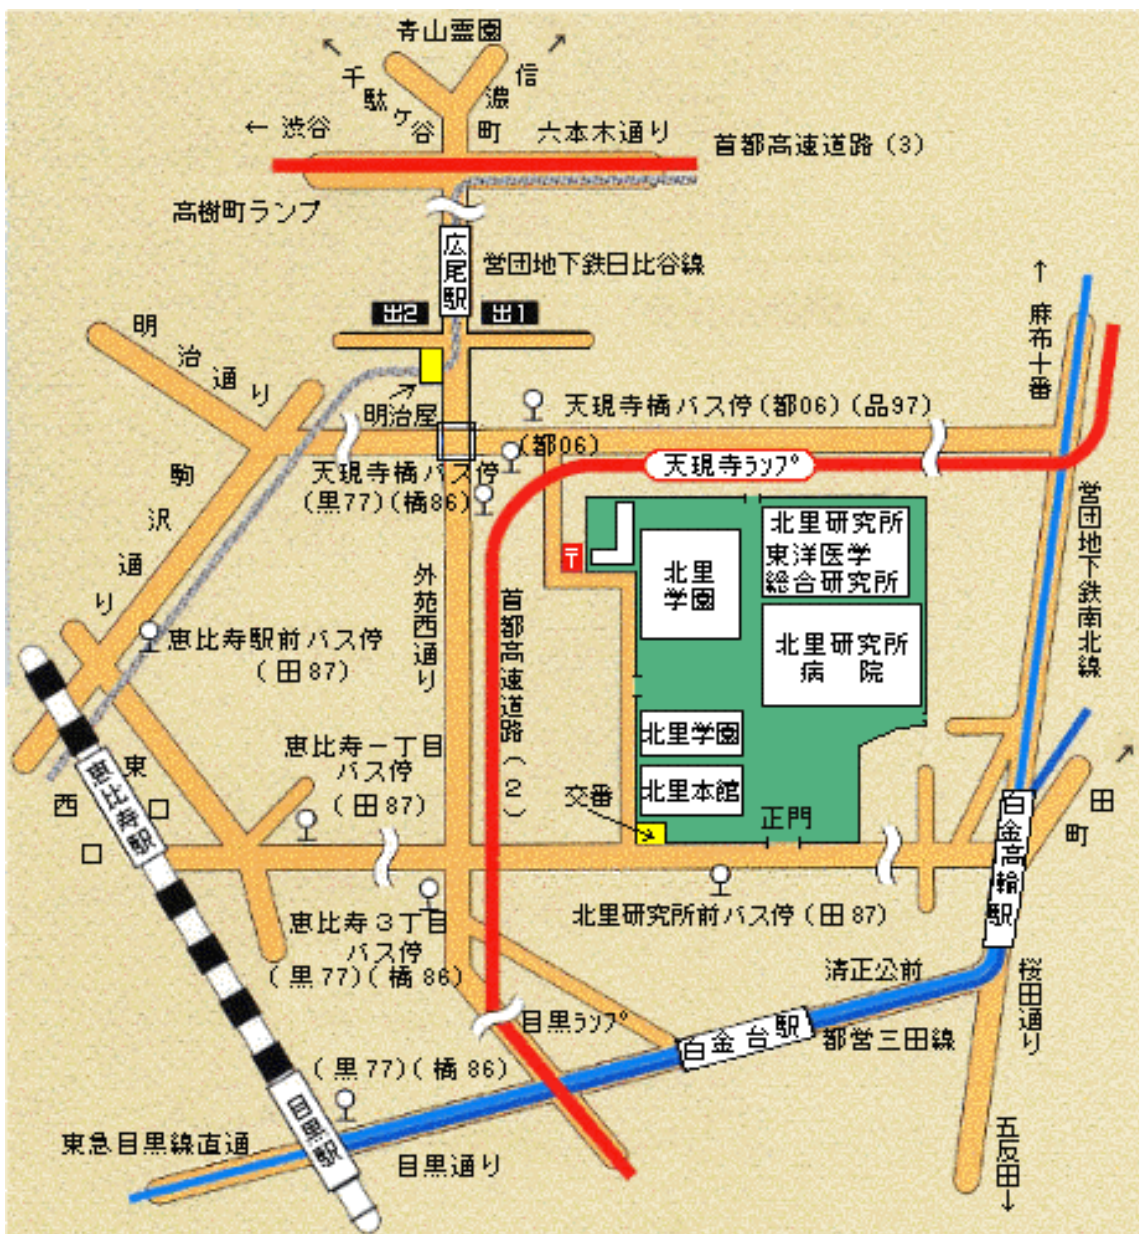 青山霊園
千駄ヶ谷
信濃町
← 渋谷
六本木通り
首都高速道路(3)
高樹町ランプ
広尾駅
営団地下鉄日比谷線
出2
出1
明治通り
明治屋
天現寺橋バス停(都06)(品97)
(都06)
天現寺橋バス停
(黒77)(橋86)
天現寺ランプ
↑麻布十番
駒沢通り
外苑西通り
首都高速道路(2)
〒
北里
学園
北里研究所
東洋医学
総合研究所
北里研究所
病 院
営団地下鉄南北線
恵比寿駅前バス停
(田87)
恵比寿一丁目
バス停
(田87)
北里学園
北里本館
交番
正門
東口
西口
恵比寿駅
白金高輪駅
田町
恵比寿3丁目
バス停
(黒77)(橋86)
北里研究所前バス停(田87)
清正公前
桜田通り
目黒ランプ
白金台駅
都営三田線
(黒77)(橋86)
目黒駅
東急目黒線直通
目黒通り
五反田↓